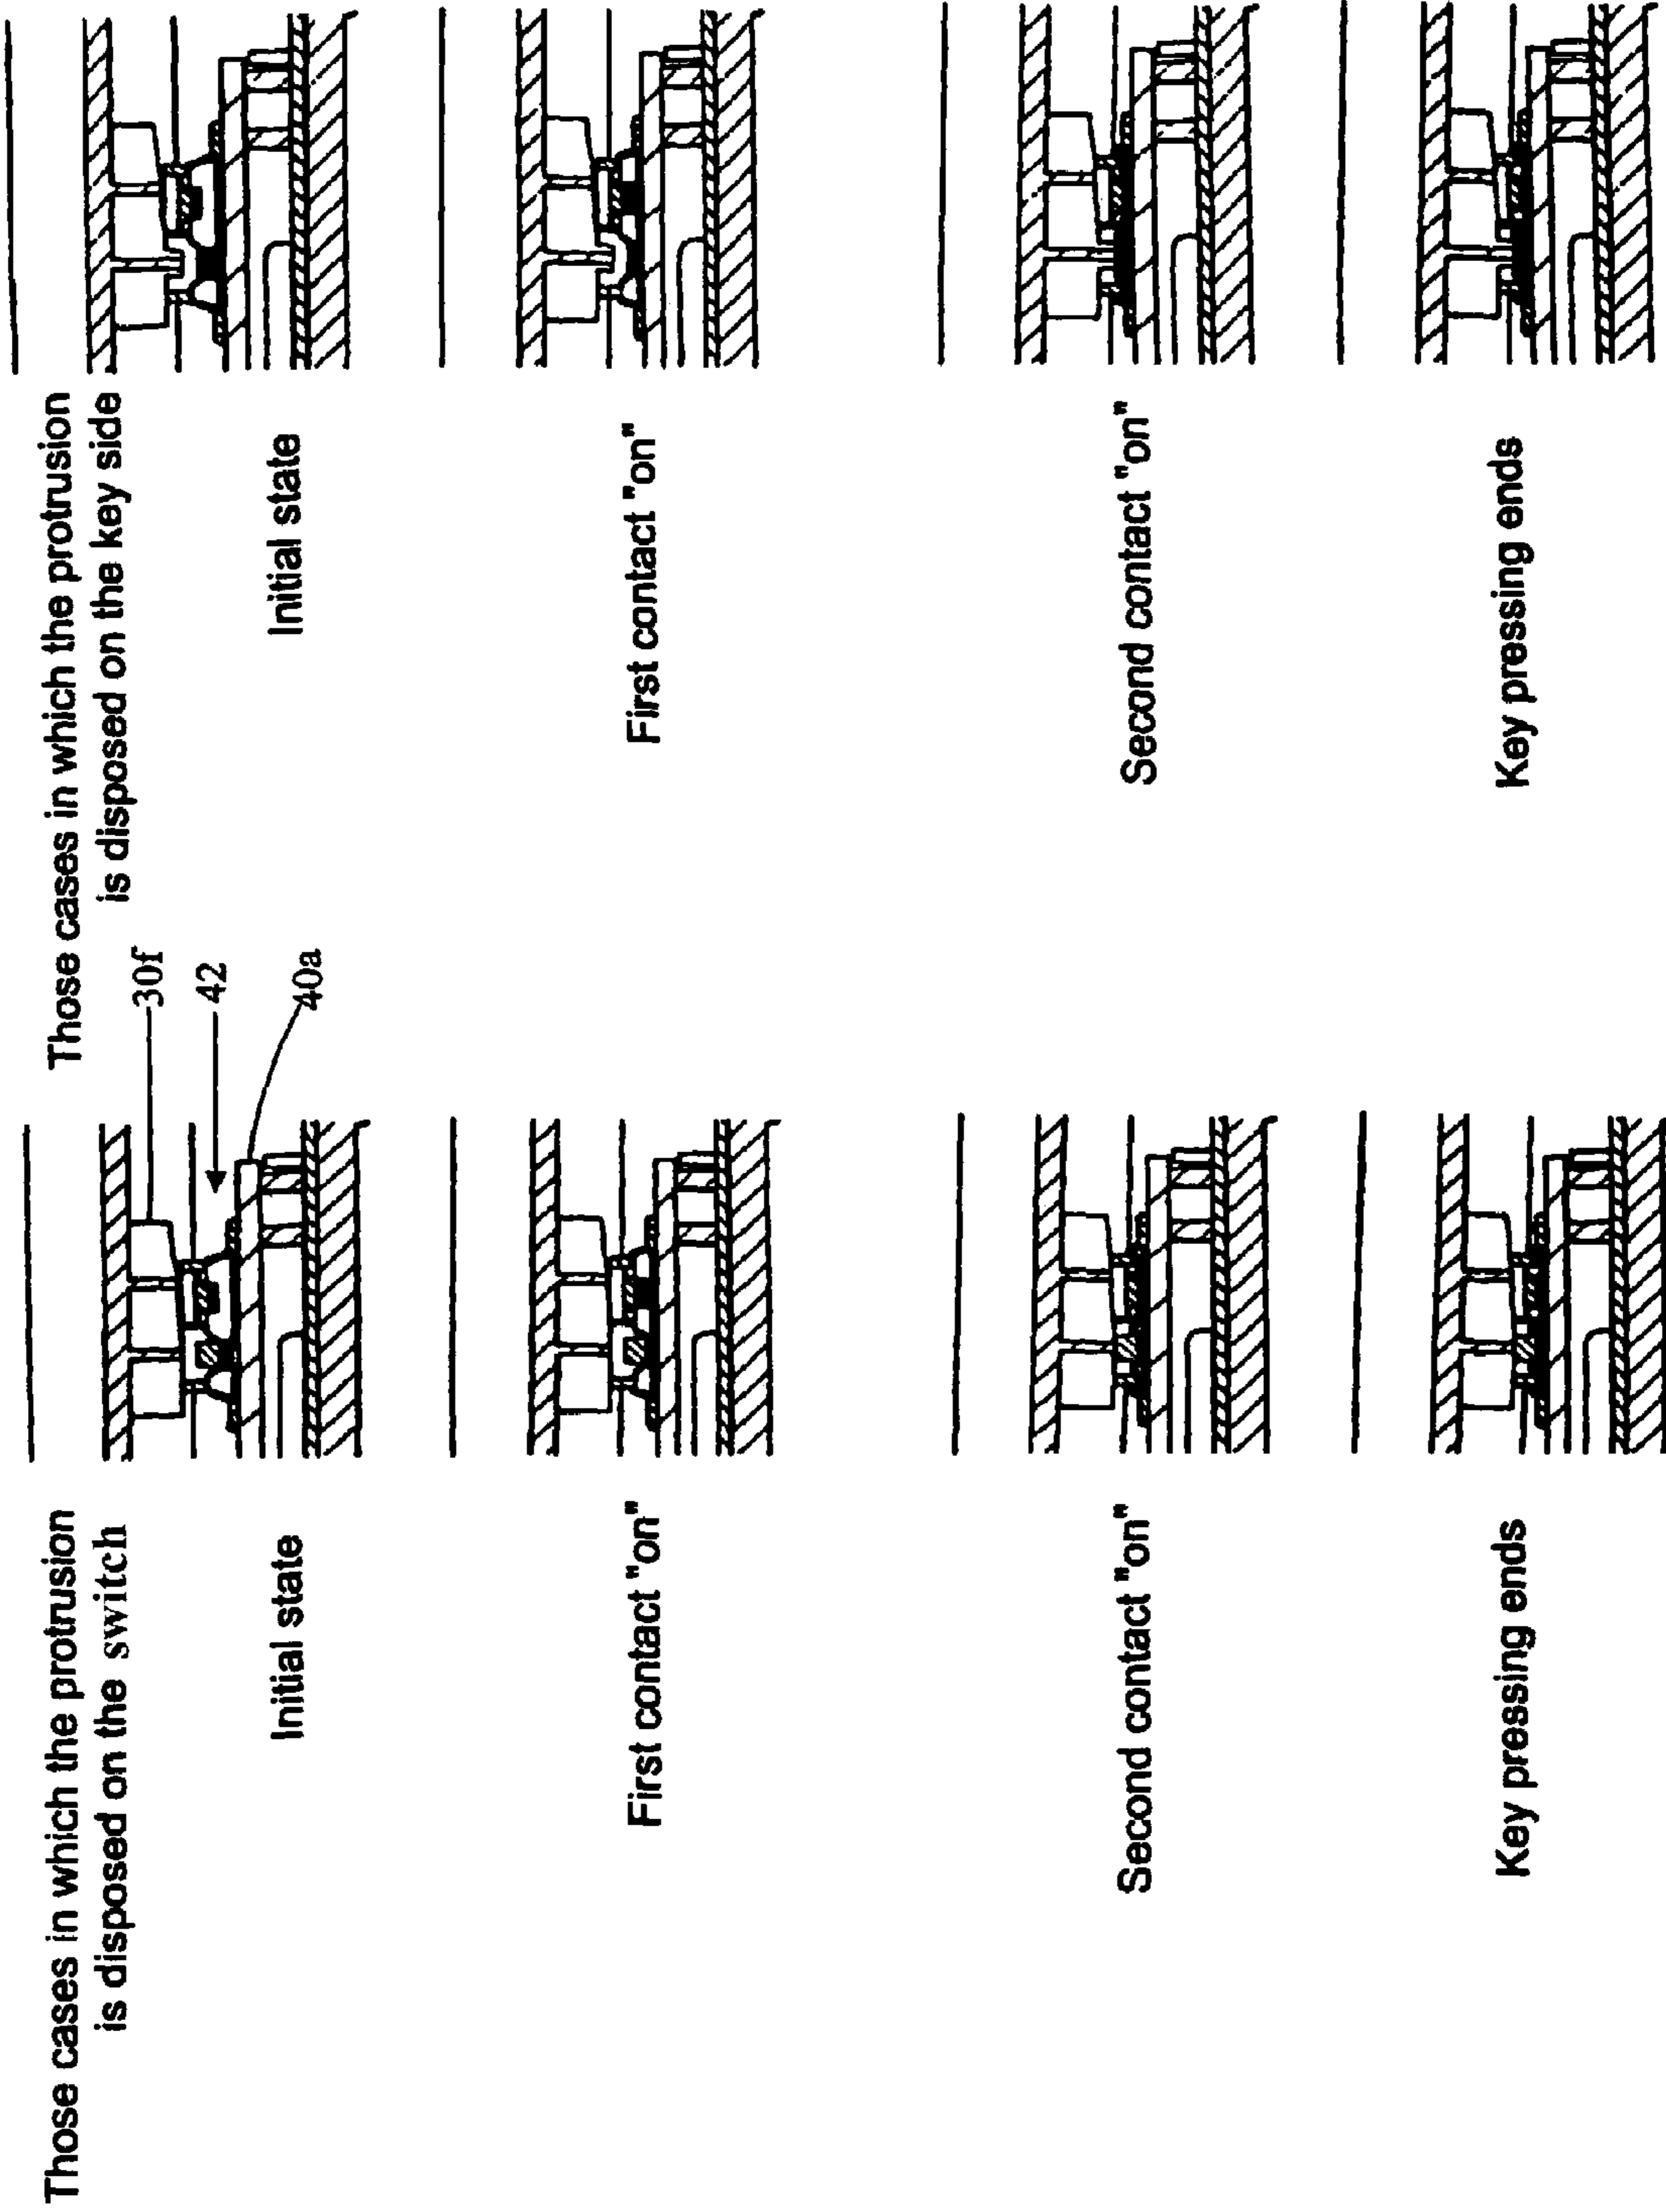 Those cases in which the protrusion
is disposed on the switch
Initial state
30f
42
40a
First contact "on"
Second contact "on"
Key pressing ends
Those cases in which the protrusion
is disposed on the key side
Initial state
First contact "on"
Second contact "on"
Key pressing ends